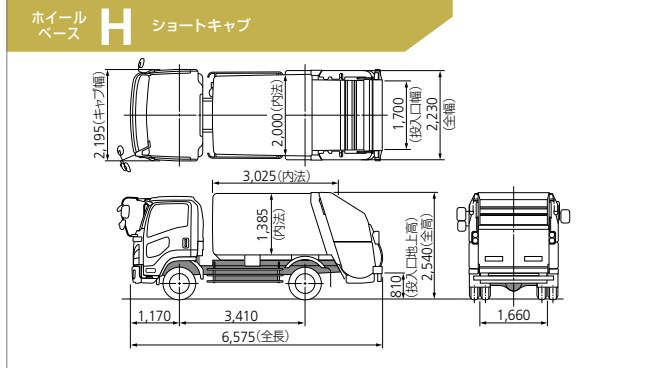 ホイール
ベース
H
ショートキャブ
2,195(キャブ幅)
2,000(内法)
1,700
(投入口幅)
2,230
(全幅)
3,025(内法)
1,385
(内法)
810
(投入口地上高)
2,540(全高)
1,170
3,410
1,660
6,575(全長)